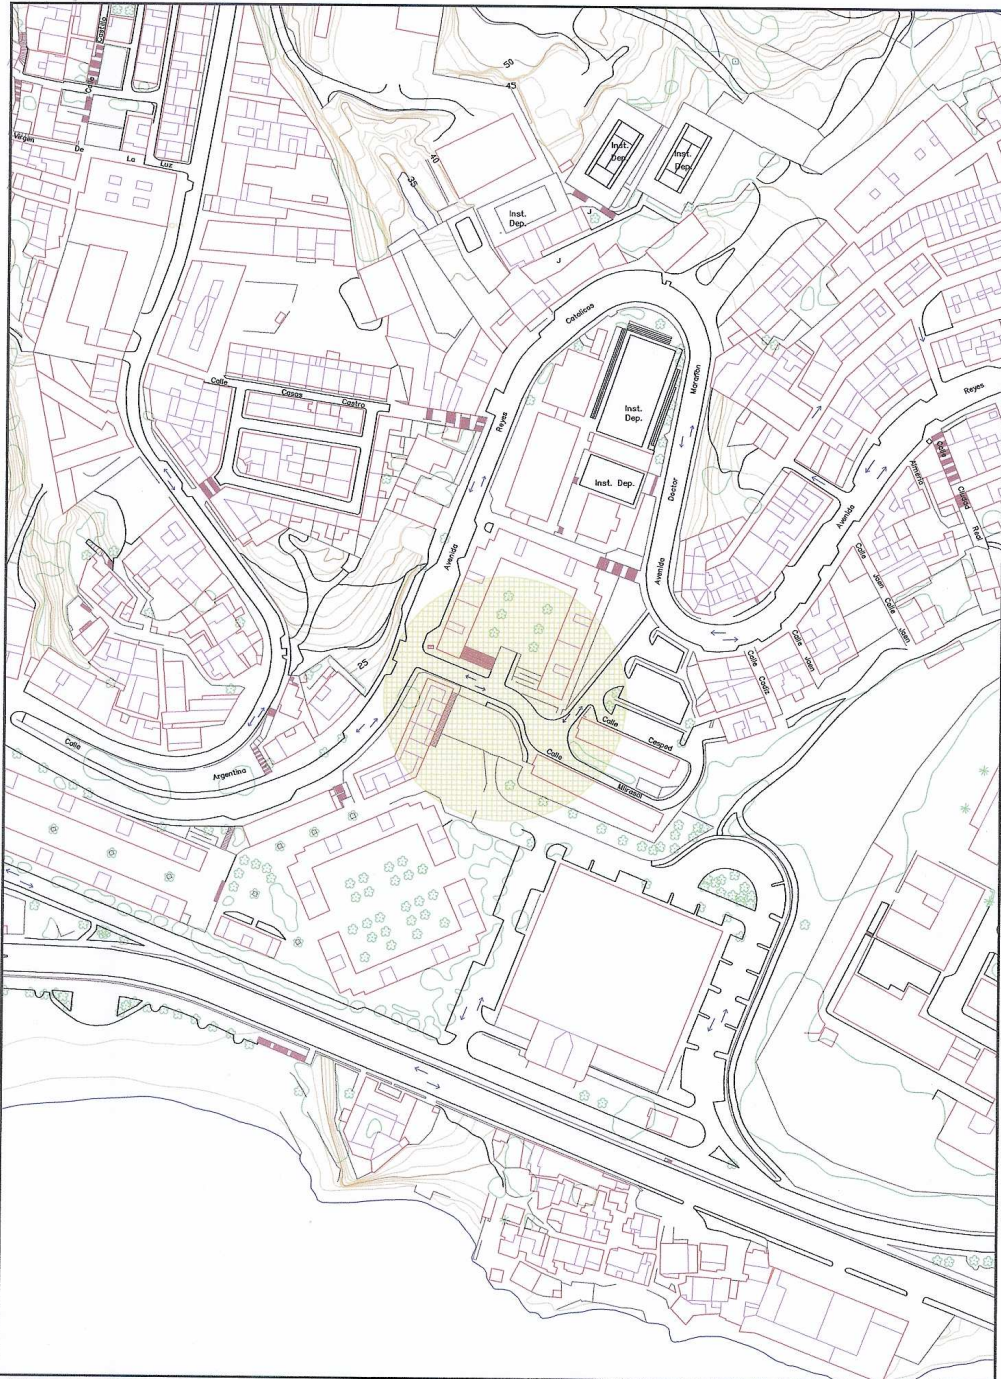 Calle Castillo
Virgen De La Luz
50
45
40
35
Inst. Dep.
Inst. Dep.
Inst. Dep.
J
J
Catolicos
Reyes
Avenida
Calle Casas Castro
Inst. Dep.
Inst. Dep.
Marañon
Doctor
Avenida
Reyes
Avenida
Calle Ciudad Real
Almeria
Calle
Jaen
Calle
Jaen
Calle Jaen
Calle Cadiz
25
Calle Argentina
Calle Cesped
Calle Mirasol